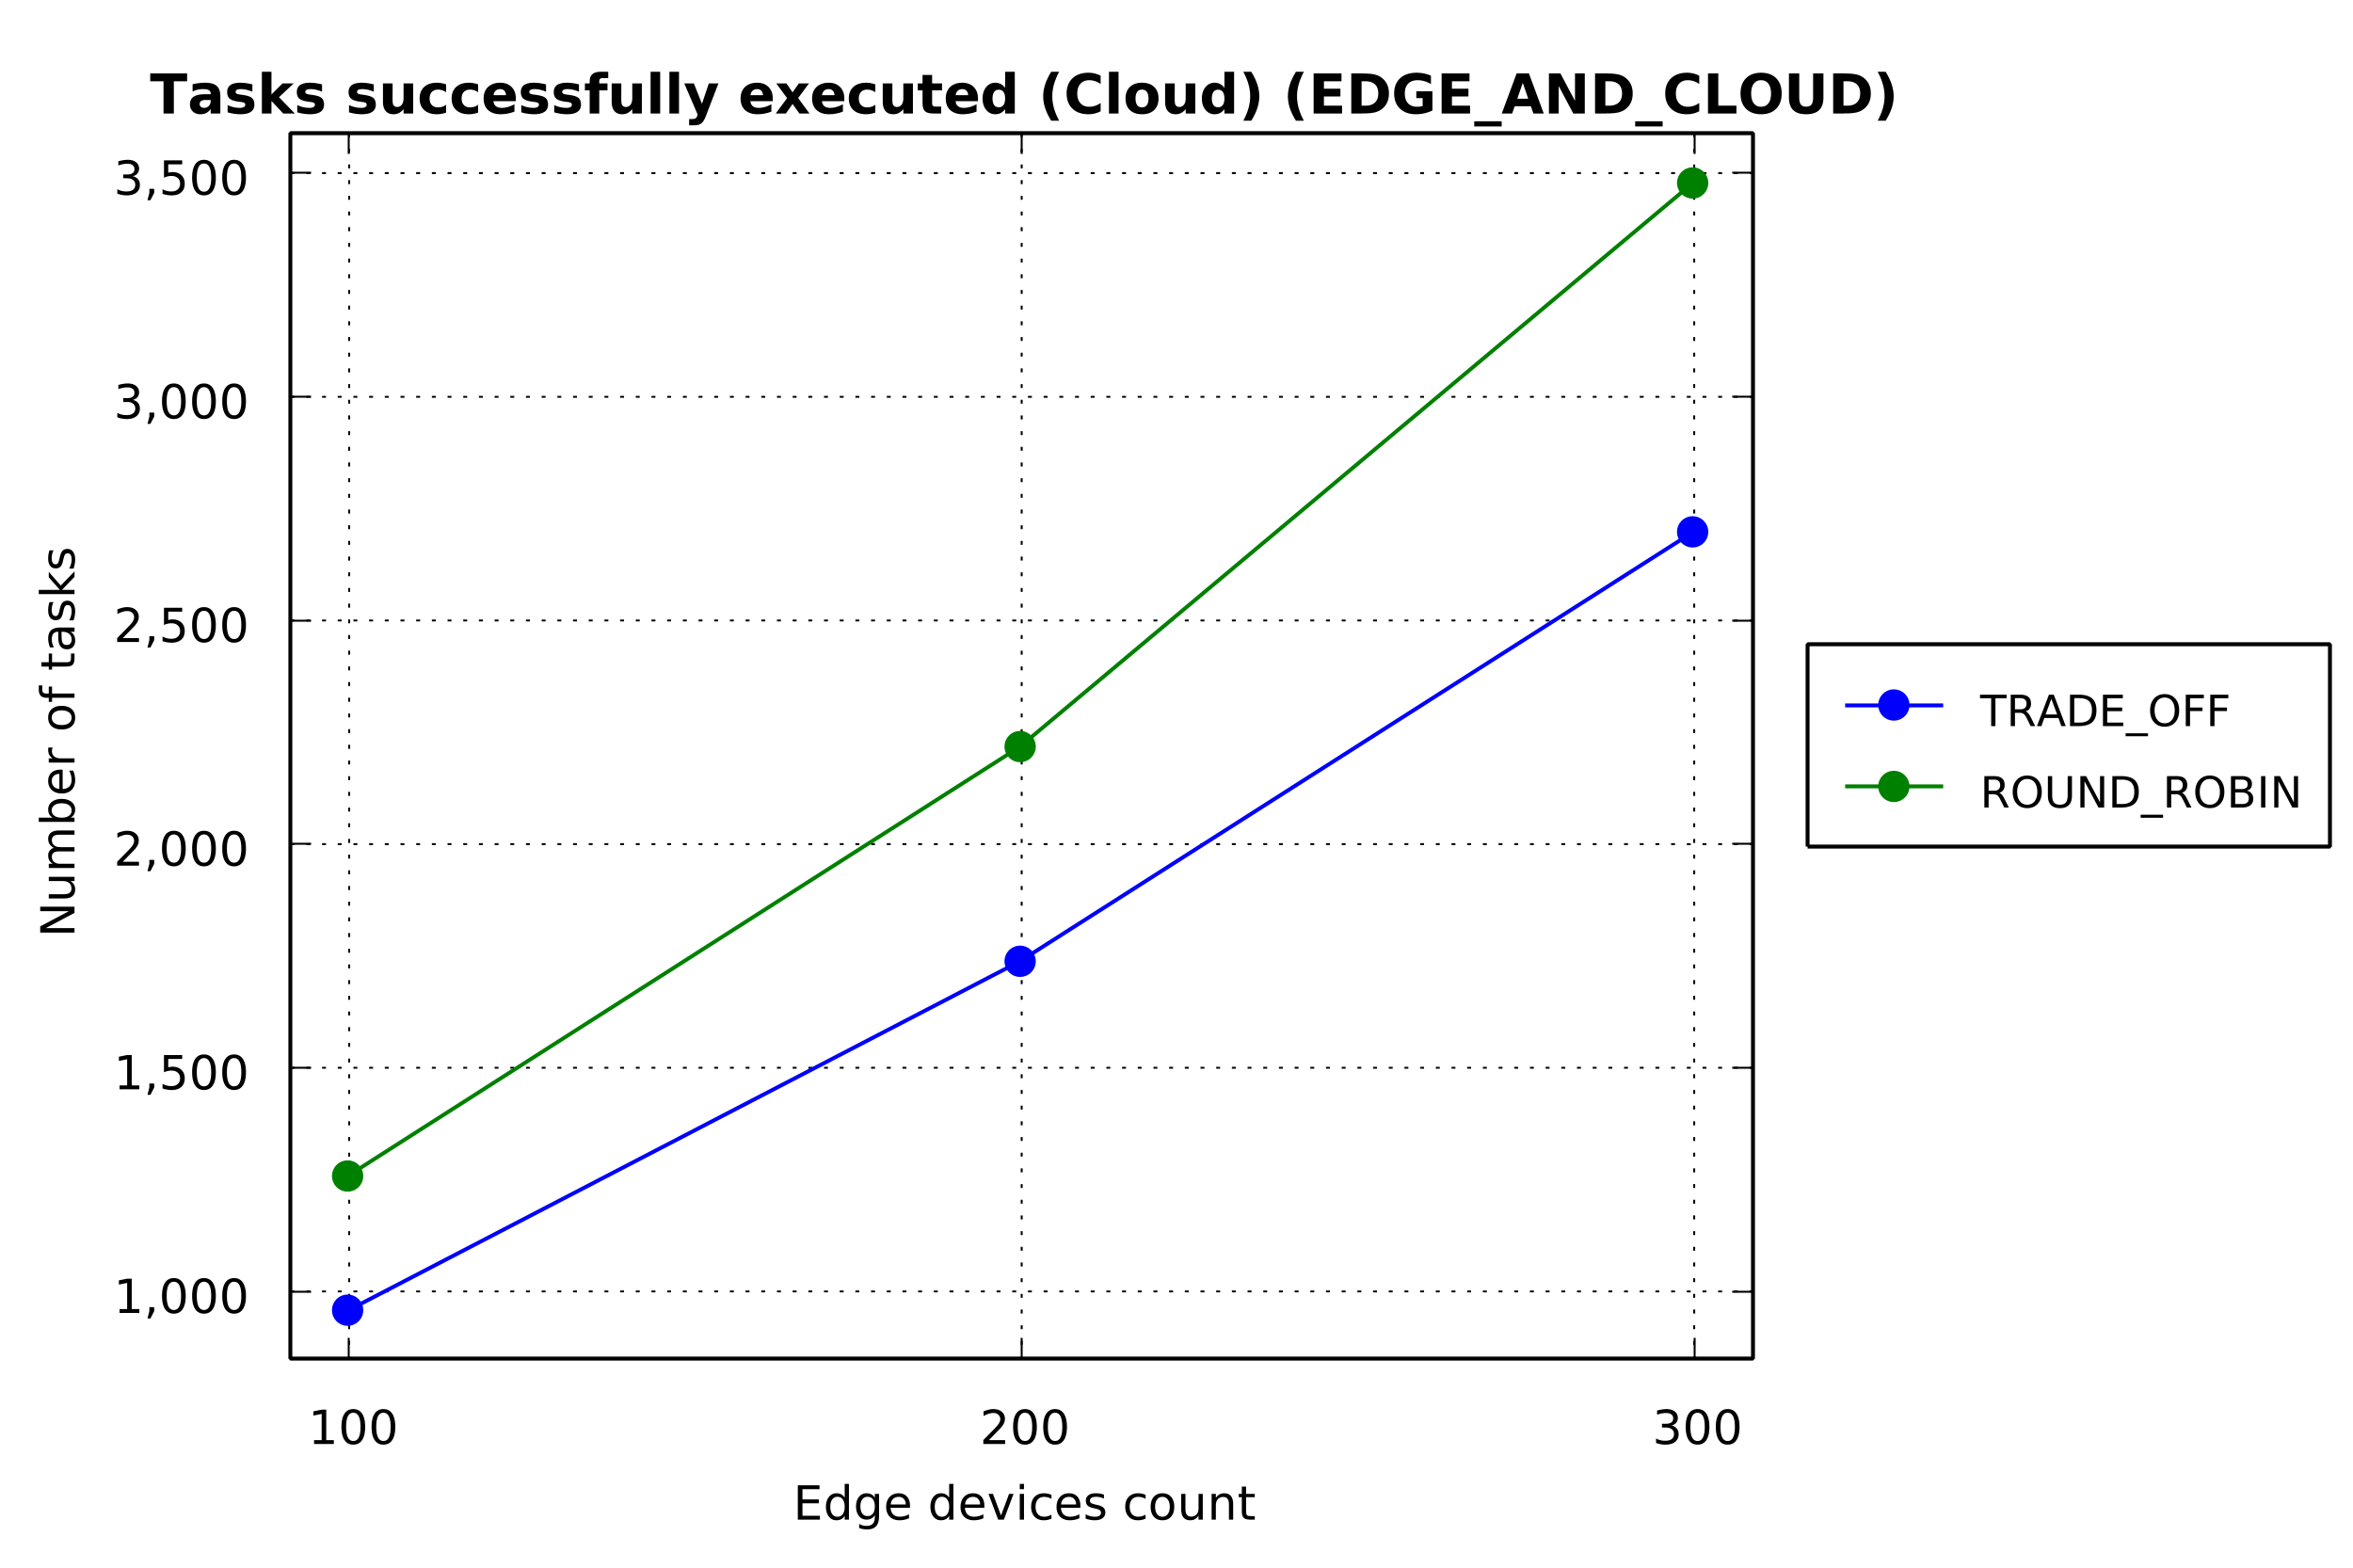 Tasks successfully executed (Cloud) (EDGE_AND_CLOUD)
3,500
3,000
2,500
2,000
1,500
1,000
Number of tasks
100 200 300
Edge devices count
TRADE_OFF
ROUND_ROBIN